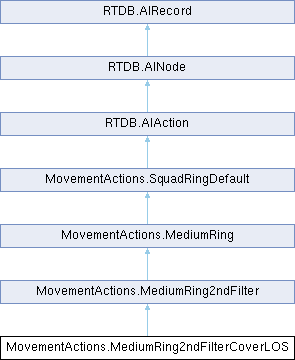 RTDB.AIRecord
RTDB.AINode
RTDB.AIAction
MovementActions.SquadRingDefault
MovementActions.MediumRing
MovementActions.MediumRing2ndFilter
MovementActions.MediumRing2ndFilterCoverLOS